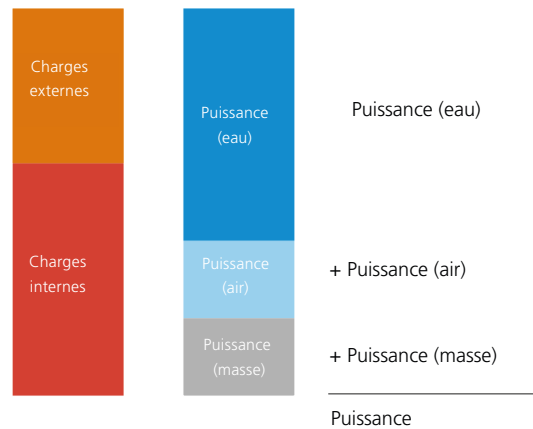 Charges
externes
Charges
internes
Puissance
(eau)
Puissance
(air)
Puissance
(masse)
Puissance (eau)
+ Puissance (air)
+ Puissance (masse)
Puissance